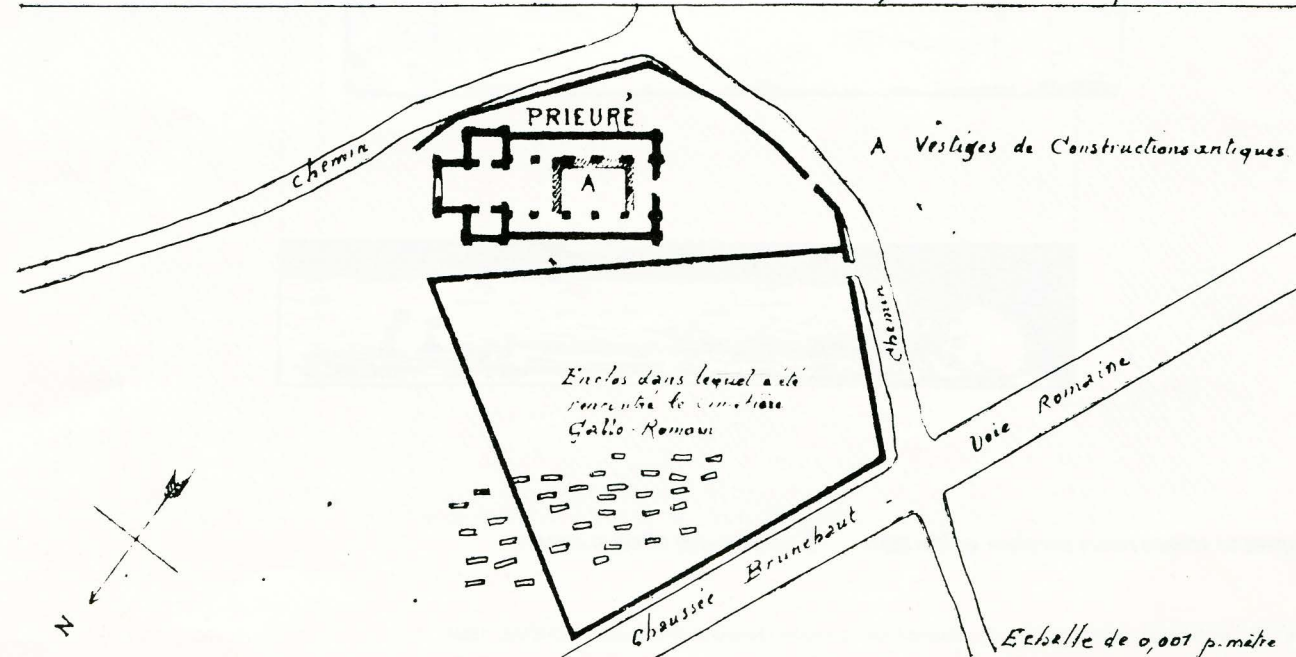 PRIEURÉ
A Vestiges de Constructions antiques.
chemin
A
chemin
Enclos dans lequel a été
rencontré le cimetière
Gallo-Romain
Voie Romaine
Chaussée Brunehaut
N
Echelle de 0,001 p. mètre